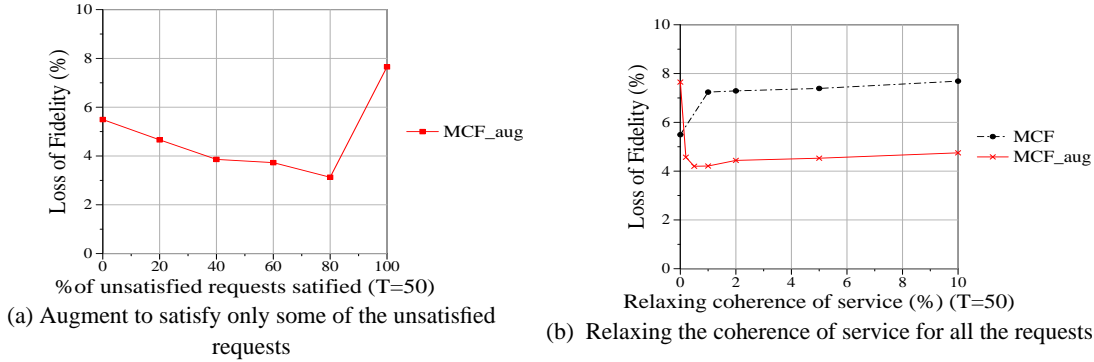 10
8
6
4
2
0
0 20 40 60 80 100
Loss of Fidelity (%)
% of unsatisfied requests satified (T=50)
MCF_aug
(a) Augment to satisfy only some of the unsatisfied
requests
10
8
6
4
2
0
0 2 4 6 8 10
Loss of Fidelity (%)
Relaxing coherence of service (%) (T=50)
MCF
MCF_aug
(b) Relaxing the coherence of service for all the requests